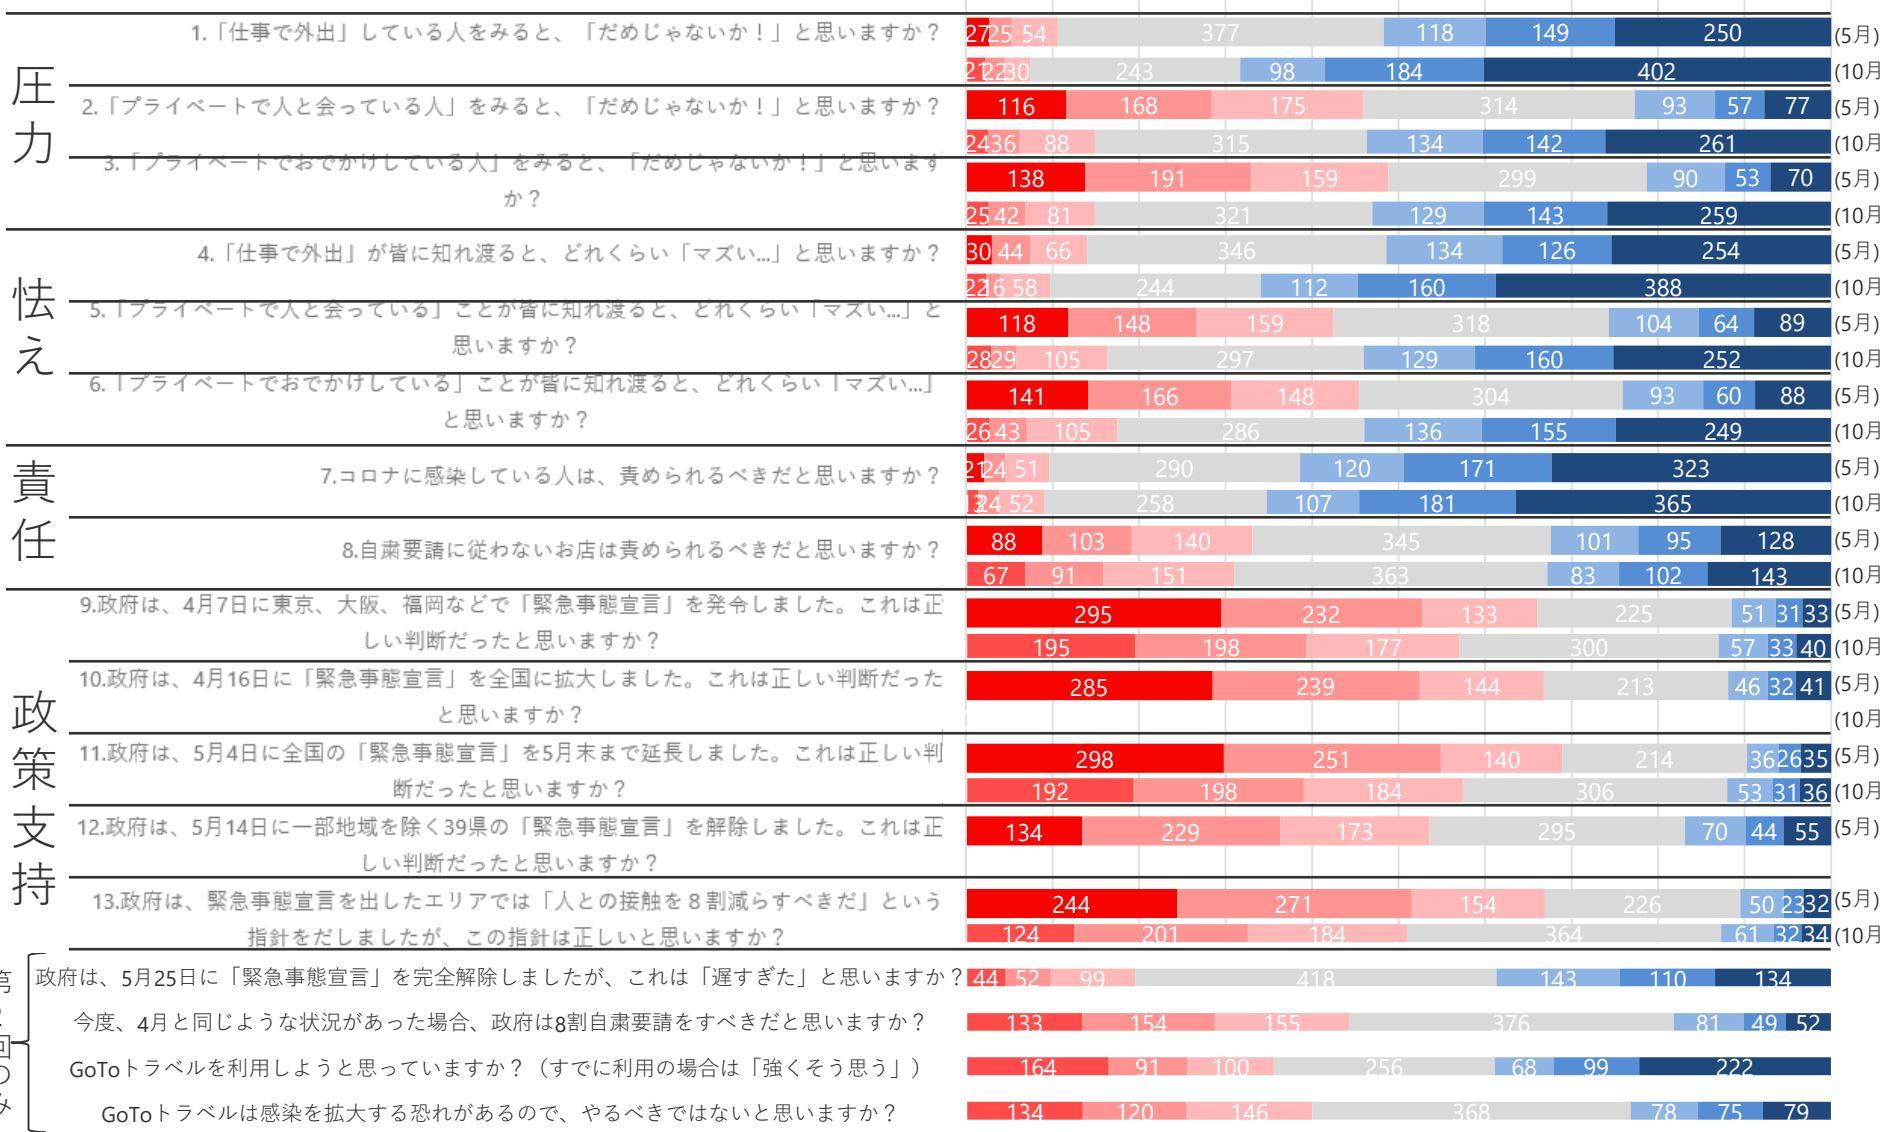 圧力
1.「仕事で外出」している人をみると、「だめじゃないか！」と思いますか？
27 25 54 377 118 149 250 (5月)
21 22 30 243 98 184 402 (10月
2.「プライベートで人と会っている人」をみると、「だめじゃないか！」と思いますか？
116 168 175 314 93 57 77 (5月)
24 36 88 315 134 142 261 (10月
3.「プライベートでおでかけしている人」をみると、「だめじゃないか！」と思います
か？
138 191 159 299 90 53 70 (5月)
25 42 81 321 129 143 259 (10月
怯え
4.「仕事で外出」が皆に知れ渡ると、どれくらい「マズい...」と思いますか？
30 44 66 346 134 126 254 (5月)
22 16 58 244 112 160 388 (10月
5.「プライベートで人と会っている」ことが皆に知れ渡ると、どれくらい「マズい...」と
思いますか？
118 148 159 318 104 64 89 (5月)
28 29 105 297 129 160 252 (10月
6.「プライベートでおでかけしている」ことが皆に知れ渡ると、どれくらい「マズい...」
と思いますか？
141 166 148 304 93 60 88 (5月)
26 43 105 286 136 155 249 (10月
責任
7.コロナに感染している人は、責められるべきだと思いますか？
21 24 51 290 120 171 323 (5月)
13 24 52 258 107 181 365 (10月
8.自粛要請に従わないお店は責められるべきだと思いますか？
88 103 140 345 101 95 128 (5月)
67 91 151 363 83 102 143 (10月
政策支持
9.政府は、4月7日に東京、大阪、福岡などで「緊急事態宣言」を発令しました。これは正
しい判断だったと思いますか？
295 232 133 225 51 31 33 (5月)
195 198 177 300 57 33 40 (10月
10.政府は、4月16日に「緊急事態宣言」を全国に拡大しました。これは正しい判断だった
と思いますか？
285 239 144 213 46 32 41 (5月)
(10月
11.政府は、5月4日に全国の「緊急事態宣言」を5月末まで延長しました。これは正しい判
断だったと思いますか？
298 251 140 214 36 26 35 (5月)
192 198 184 306 53 31 36 (10月
12.政府は、5月14日に一部地域を除く39県の「緊急事態宣言」を解除しました。これは正
しい判断だったと思いますか？
134 229 173 295 70 44 55 (5月)
13.政府は、緊急事態宣言を出したエリアでは「人との接触を８割減らすべきだ」という
指針をだしましたが、この指針は正しいと思いますか？
244 271 154 226 50 23 32 (5月)
124 201 184 364 61 32 34 (10月
政府は、5月25日に「緊急事態宣言」を完全解除しましたが、これは「遅すぎた」と思いますか？
44 52 99 418 143 110 134
今度、4月と同じような状況があった場合、政府は8割自粛要請をすべきだと思いますか？
133 154 155 376 81 49 52
GoToトラベルを利用しようと思っていますか？（すでに利用の場合は「強くそう思う」）
164 91 100 256 68 99 222
GoToトラベルは感染を拡大する恐れがあるので、やるべきではないと思いますか？
134 120 146 368 78 75 79